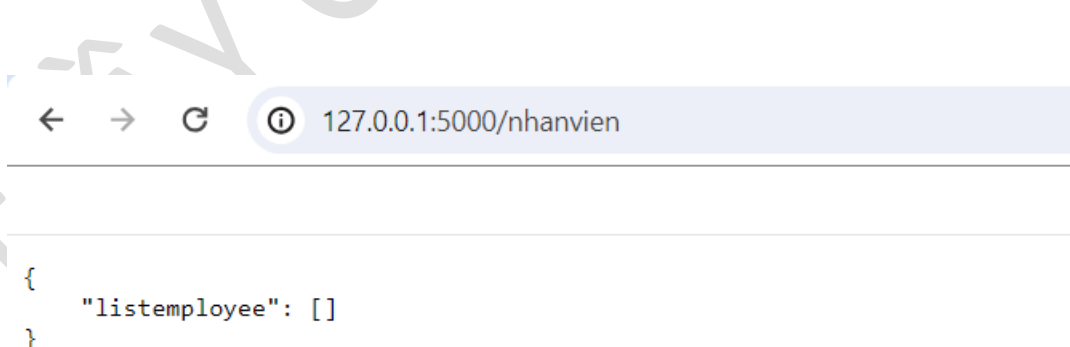 127.0.0.1:5000/nhanvien
{
    "listemployee": []
}